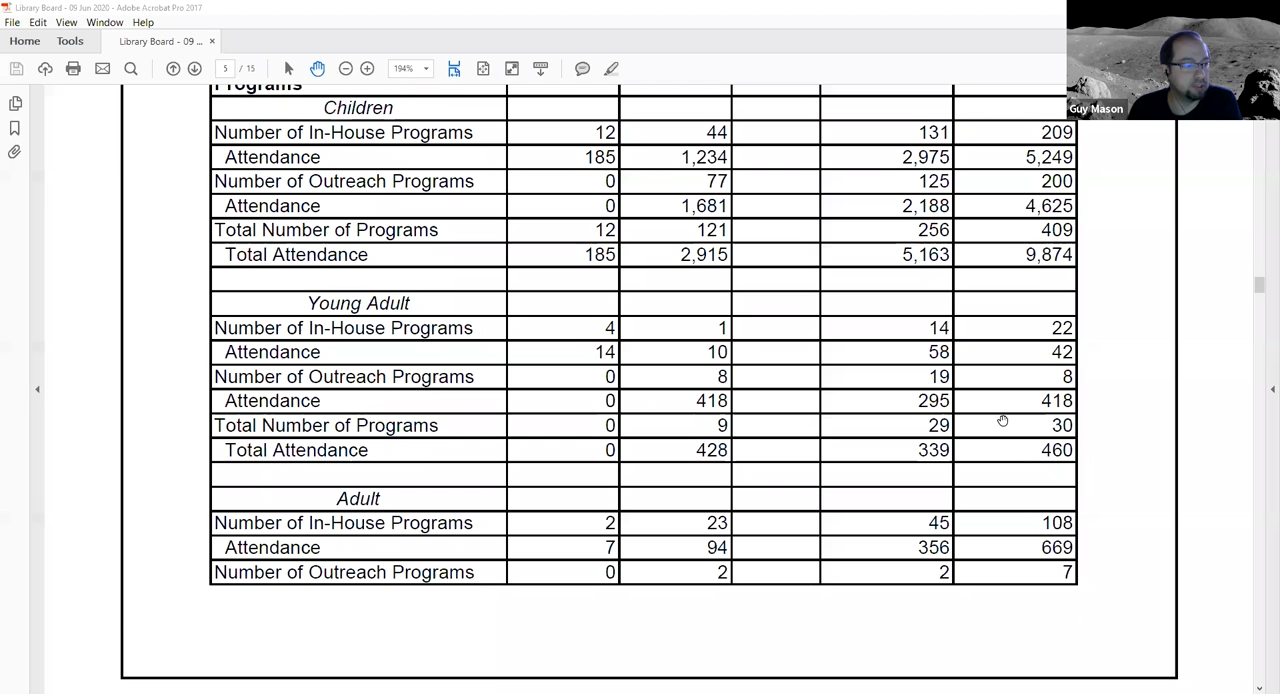 Library Board - 09 Jun 2020 - Adobe Acrobat Pro 2017
File Edit View Window Help
Home Tools Library Board - 09 ... ×
5 / 15 194%
Guy Mason
Programs
Children
Number of In-House Programs 12 44 131 209
Attendance 185 1,234 2,975 5,249
Number of Outreach Programs 0 77 125 200
Attendance 0 1,681 2,188 4,625
Total Number of Programs 12 121 256 409
Total Attendance 185 2,915 5,163 9,874
Young Adult
Number of In-House Programs 4 1 14 22
Attendance 14 10 58 42
Number of Outreach Programs 0 8 19 8
Attendance 0 418 295 418
Total Number of Programs 0 9 29 30
Total Attendance 0 428 339 460
Adult
Number of In-House Programs 2 23 45 108
Attendance 7 94 356 669
Number of Outreach Programs 0 2 2 7